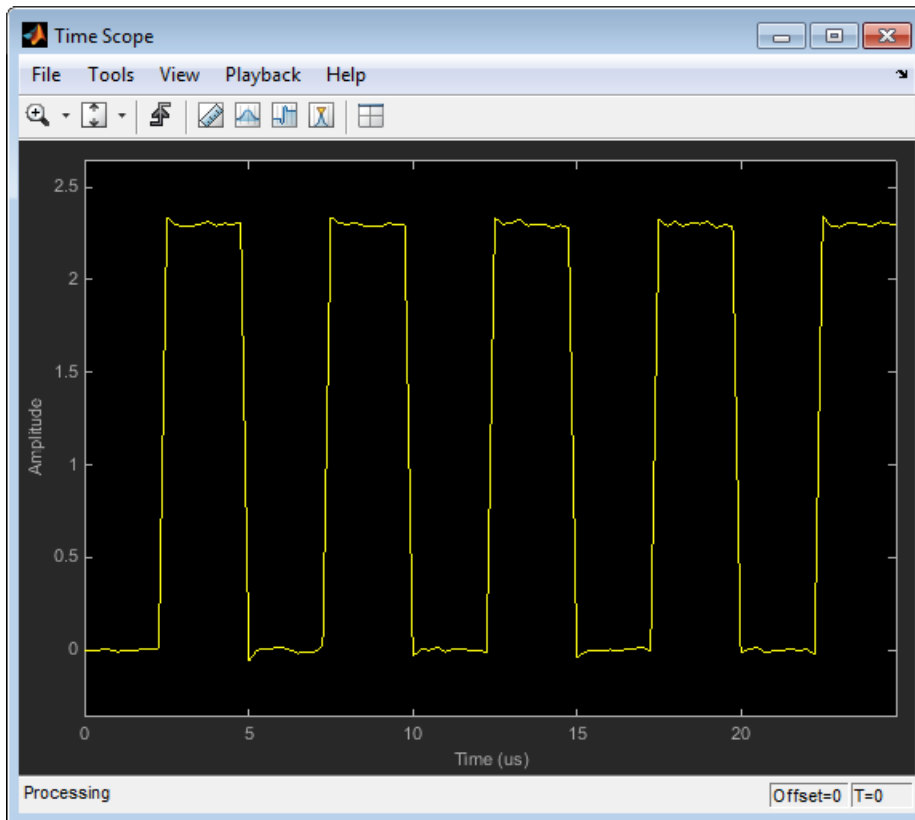 Time Scope
File Tools View Playback Help
2.5
2
1.5
1
0.5
0
Amplitude
0 5 10 15 20
Time (us)
Processing
Offset=0 T=0